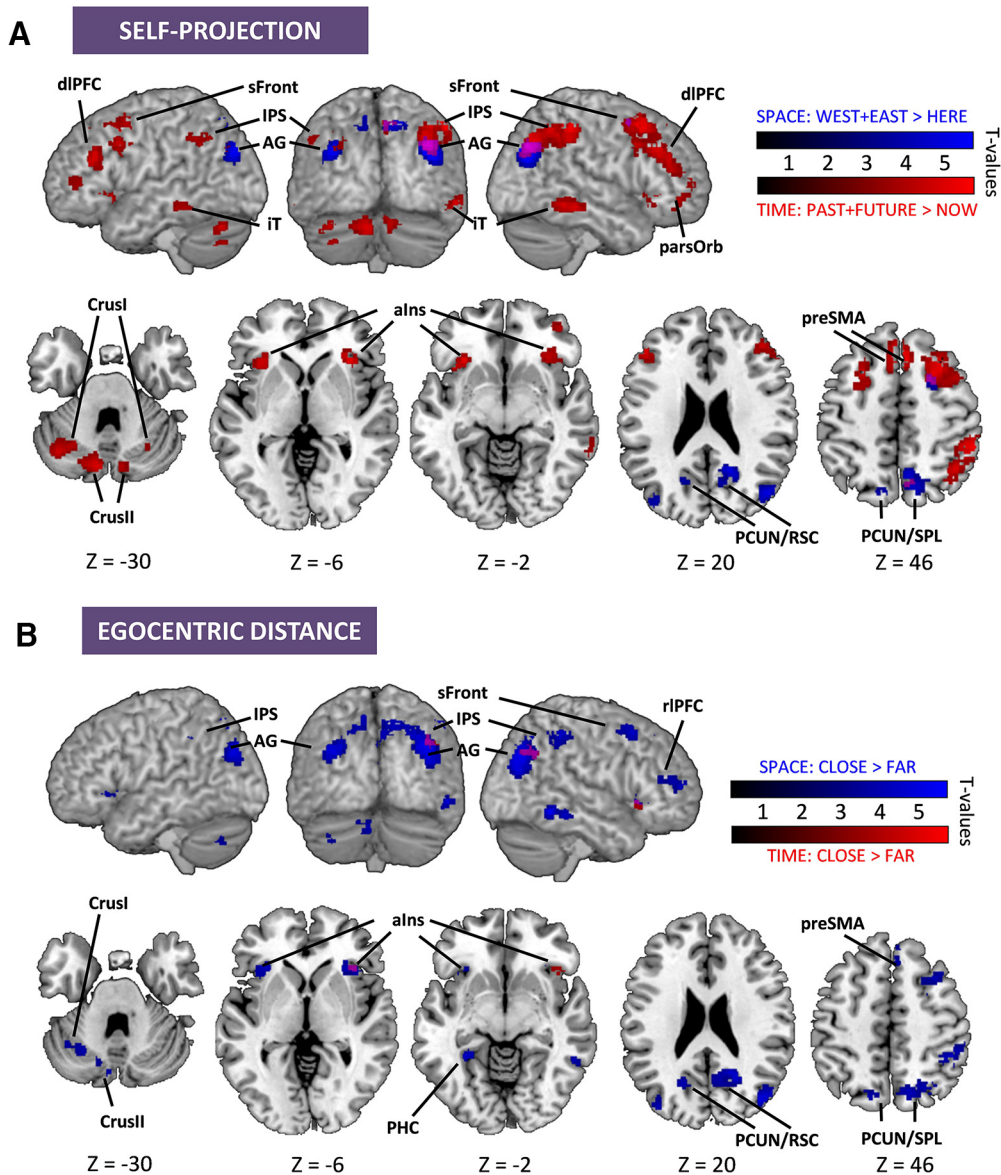 A
SELF-PROJECTION
dlPFC
sFront
IPS
AG
iT
sFront
dlPFC
parsOrb
SPACE: WEST+EAST > HERE
1 2 3 4 5
TIME: PAST+FUTURE > NOW
T-values
CrusI
CrusII
aIns
preSMA
PCUN/RSC
PCUN/SPL
Z = -30
Z = -6
Z = -2
Z = 20
Z = 46
B
EGOCENTRIC DISTANCE
IPS
AG
sFront
IPS
AG
rlPFC
SPACE: CLOSE > FAR
1 2 3 4 5
TIME: CLOSE > FAR
T-values
CrusI
CrusII
aIns
PHC
preSMA
PCUN/RSC
PCUN/SPL
Z = -30
Z = -6
Z = -2
Z = 20
Z = 46